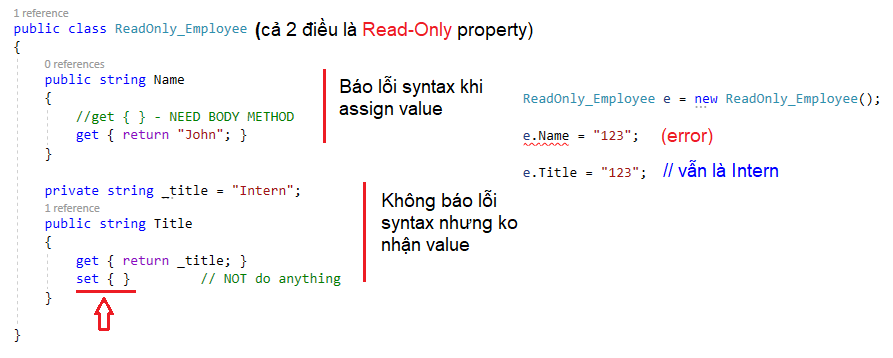 1 reference
public class ReadOnly_Employee (cả 2 điều là Read-Only property)
{
0 references
public string Name
{
//get { } - NEED BODY METHOD
get { return "John"; }
}
private string _title = "Intern";
1 reference
public string Title
{
get { return _title; }
set { } // NOT do anything
}
}
Báo lỗi syntax khi
assign value
Không báo lỗi
syntax nhưng ko
nhận value
ReadOnly_Employee e = new ReadOnly_Employee();
e.Name = "123"; (error)
e.Title = "123"; // vẫn là Intern